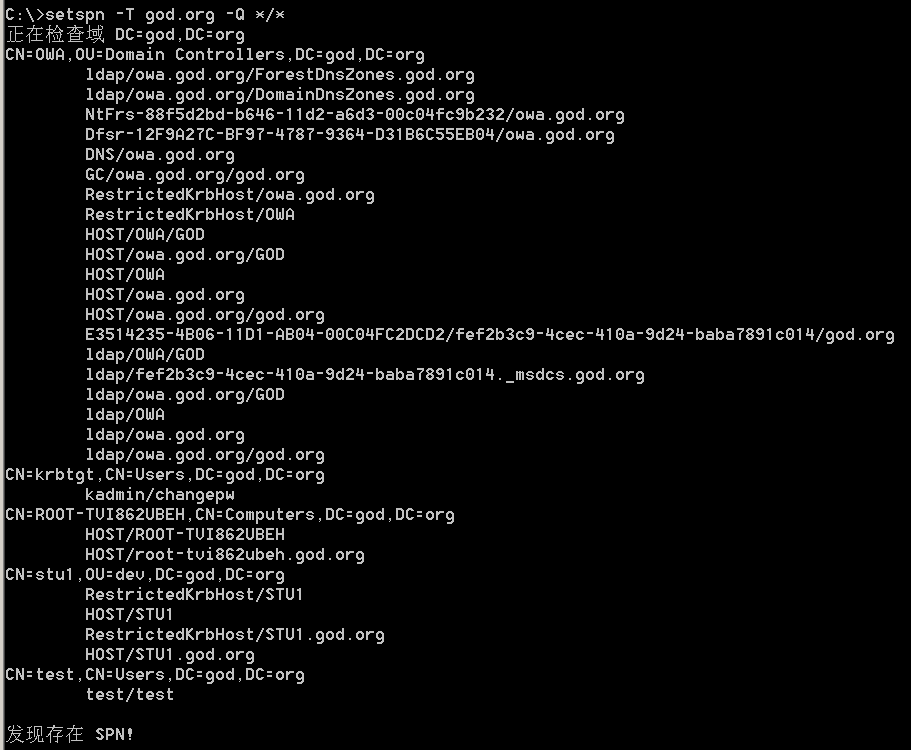 C:\>setspn -T god.org -Q */*
正在检查域 DC=god,DC=org
CN=OWA,OU=Domain Controllers,DC=god,DC=org
ldap/owa.god.org/ForestDnsZones.god.org
ldap/owa.god.org/DomainDnsZones.god.org
NtFrs-88f5d2bd-b646-11d2-a6d3-00c04fc9b232/owa.god.org
Dfsr-12F9A27C-BF97-4787-9364-D31B6C55EB04/owa.god.org
DNS/owa.god.org
GC/owa.god.org/god.org
RestrictedKrbHost/owa.god.org
RestrictedKrbHost/OWA
HOST/OWA/GOD
HOST/owa.god.org/GOD
HOST/OWA
HOST/owa.god.org
HOST/owa.god.org/god.org
E3514235-4B06-11D1-AB04-00C04FC2DCD2/fef2b3c9-4cec-410a-9d24-baba7891c014/god.org
ldap/OWA/GOD
ldap/fef2b3c9-4cec-410a-9d24-baba7891c014._msdcs.god.org
ldap/owa.god.org/GOD
ldap/OWA
ldap/owa.god.org
ldap/owa.god.org/god.org
CN=krbtgt,CN=Users,DC=god,DC=org
kadmin/changepw
CN=ROOT-TVI862UBEH,CN=Computers,DC=god,DC=org
HOST/ROOT-TVI862UBEH
HOST/root-tvi862ubeh.god.org
CN=stu1,OU=dev,DC=god,DC=org
RestrictedKrbHost/STU1
HOST/STU1
RestrictedKrbHost/STU1.god.org
HOST/STU1.god.org
CN=test,CN=Users,DC=god,DC=org
test/test
发现存在 SPN!